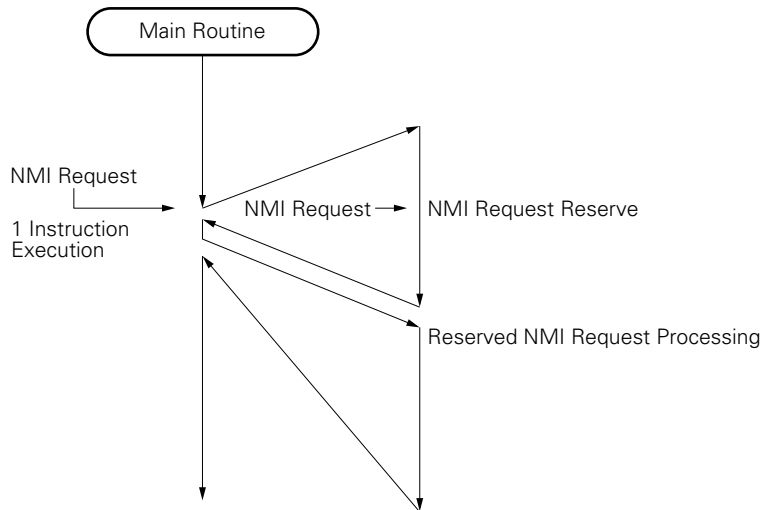 Main Routine
NMI Request
NMI Request
NMI Request Reserve
1 Instruction
Execution
Reserved NMI Request Processing